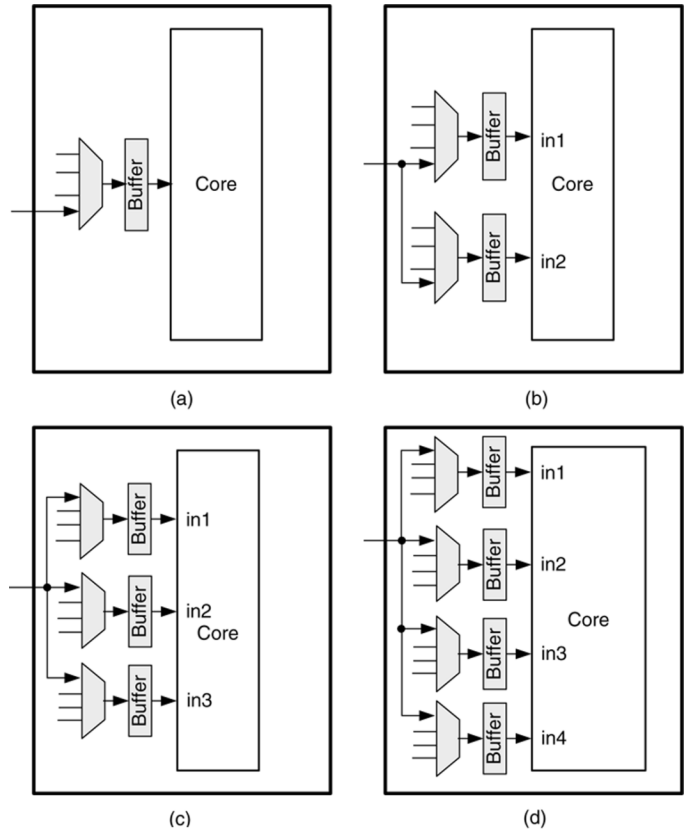 Buffer
Core
(a)
Buffer
in1
Core
Buffer
in2
(b)
Buffer
in1
Buffer
in2
Core
Buffer
in3
(c)
Buffer
in1
Buffer
in2
Core
Buffer
in3
Buffer
in4
(d)